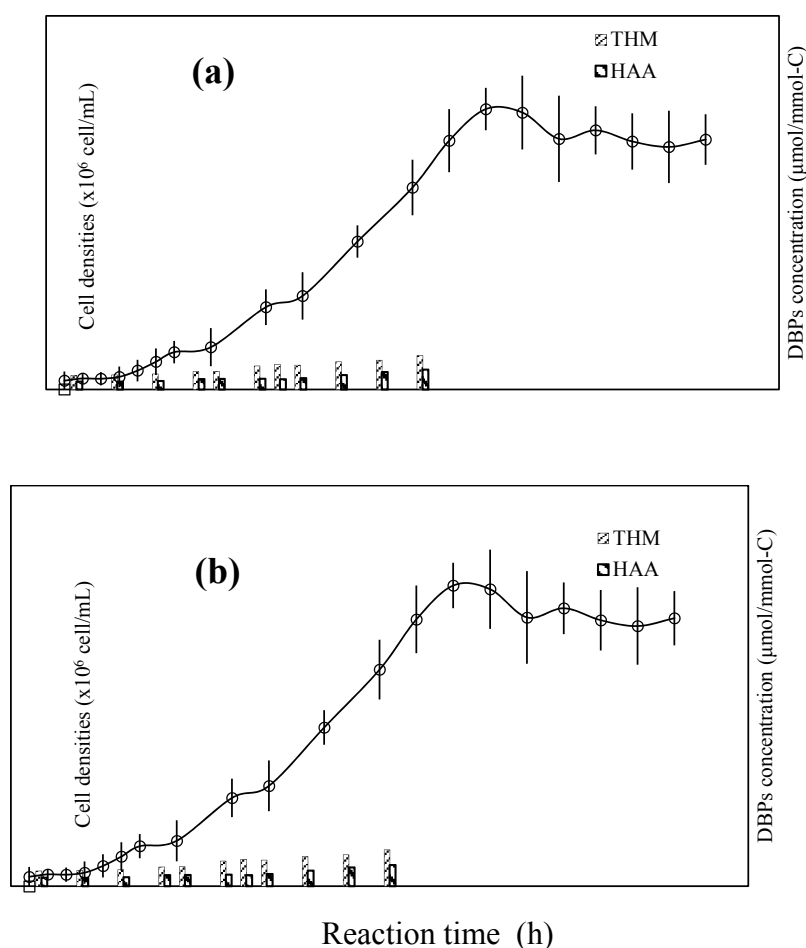 (a)
THM
HAA
Cell densities (x10⁶ cell/mL)
DBPs concentration (μmol/mmol-C)
(b)
THM
HAA
Cell densities (x10⁶ cell/mL)
DBPs concentration (μmol/mmol-C)
Reaction time (h)